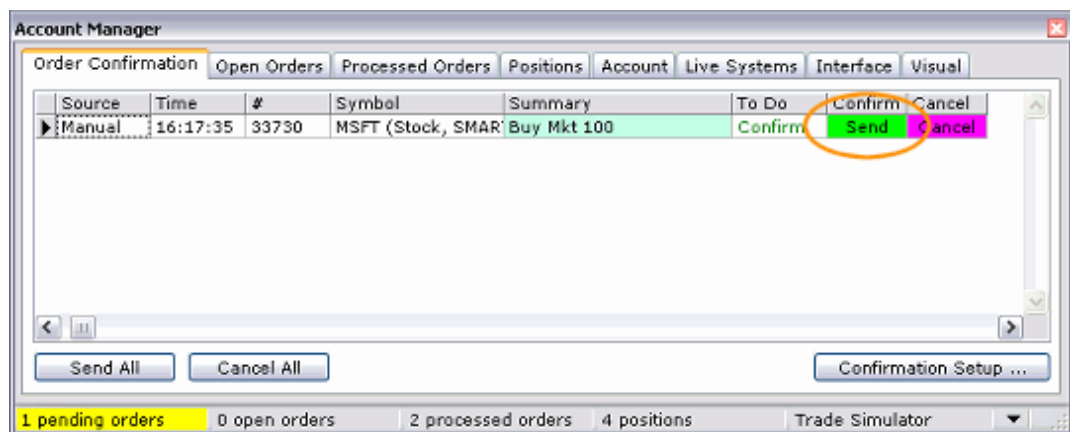 Account Manager
Order Confirmation Open Orders Processed Orders Positions Account Live Systems Interface Visual
Source Time # Symbol Summary To Do Confirm Cancel
Manual 16:17:35 33730 MSFT (Stock, SMAR Buy Mkt 100 Confirm Send Cancel
Send All Cancel All Confirmation Setup ...
1 pending orders 0 open orders 2 processed orders 4 positions Trade Simulator